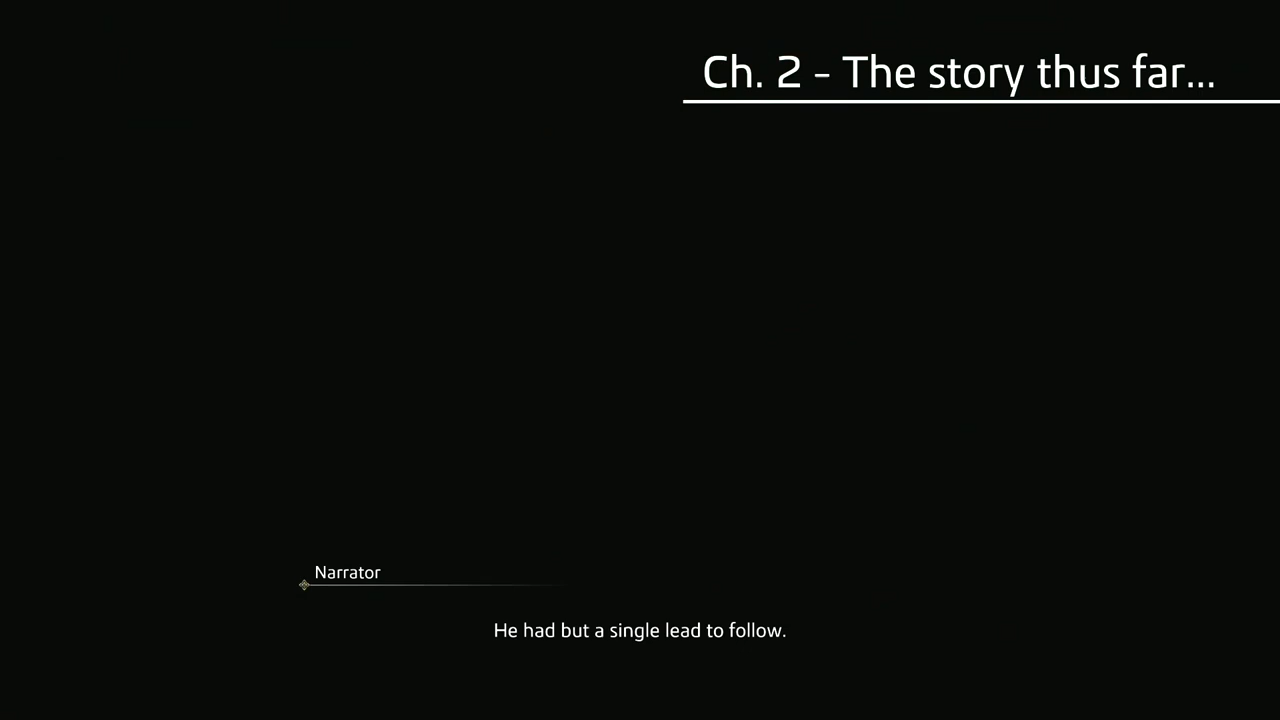 Ch. 2 – The story thus far...
Narrator
He had but a single lead to follow.